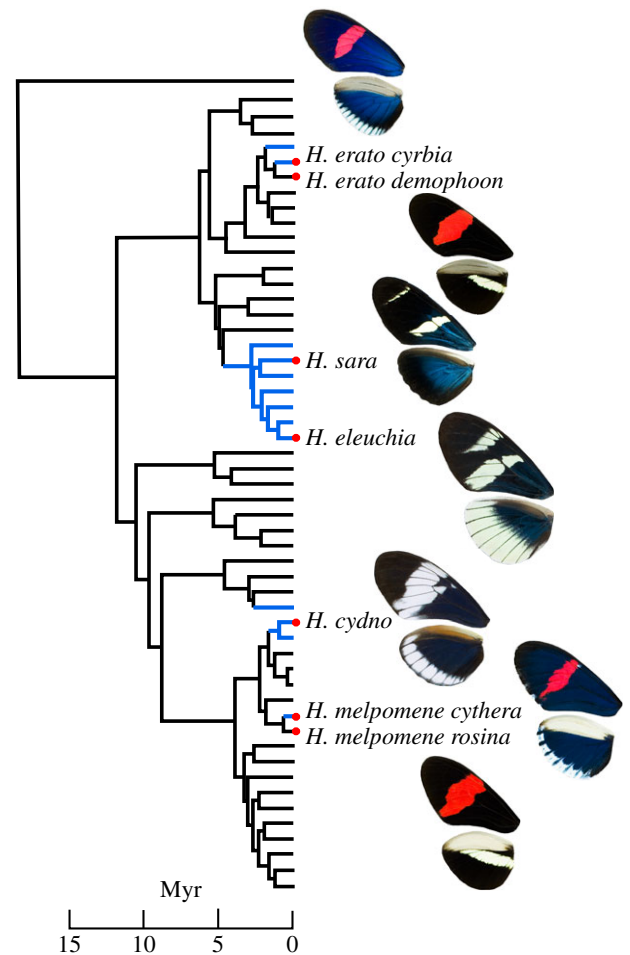 H. erato cyrbia
H. erato demophoon
H. sara
H. eleuchia
H. cydno
H. melpomene cythera
H. melpomene rosina
Myr
15 10 5 0